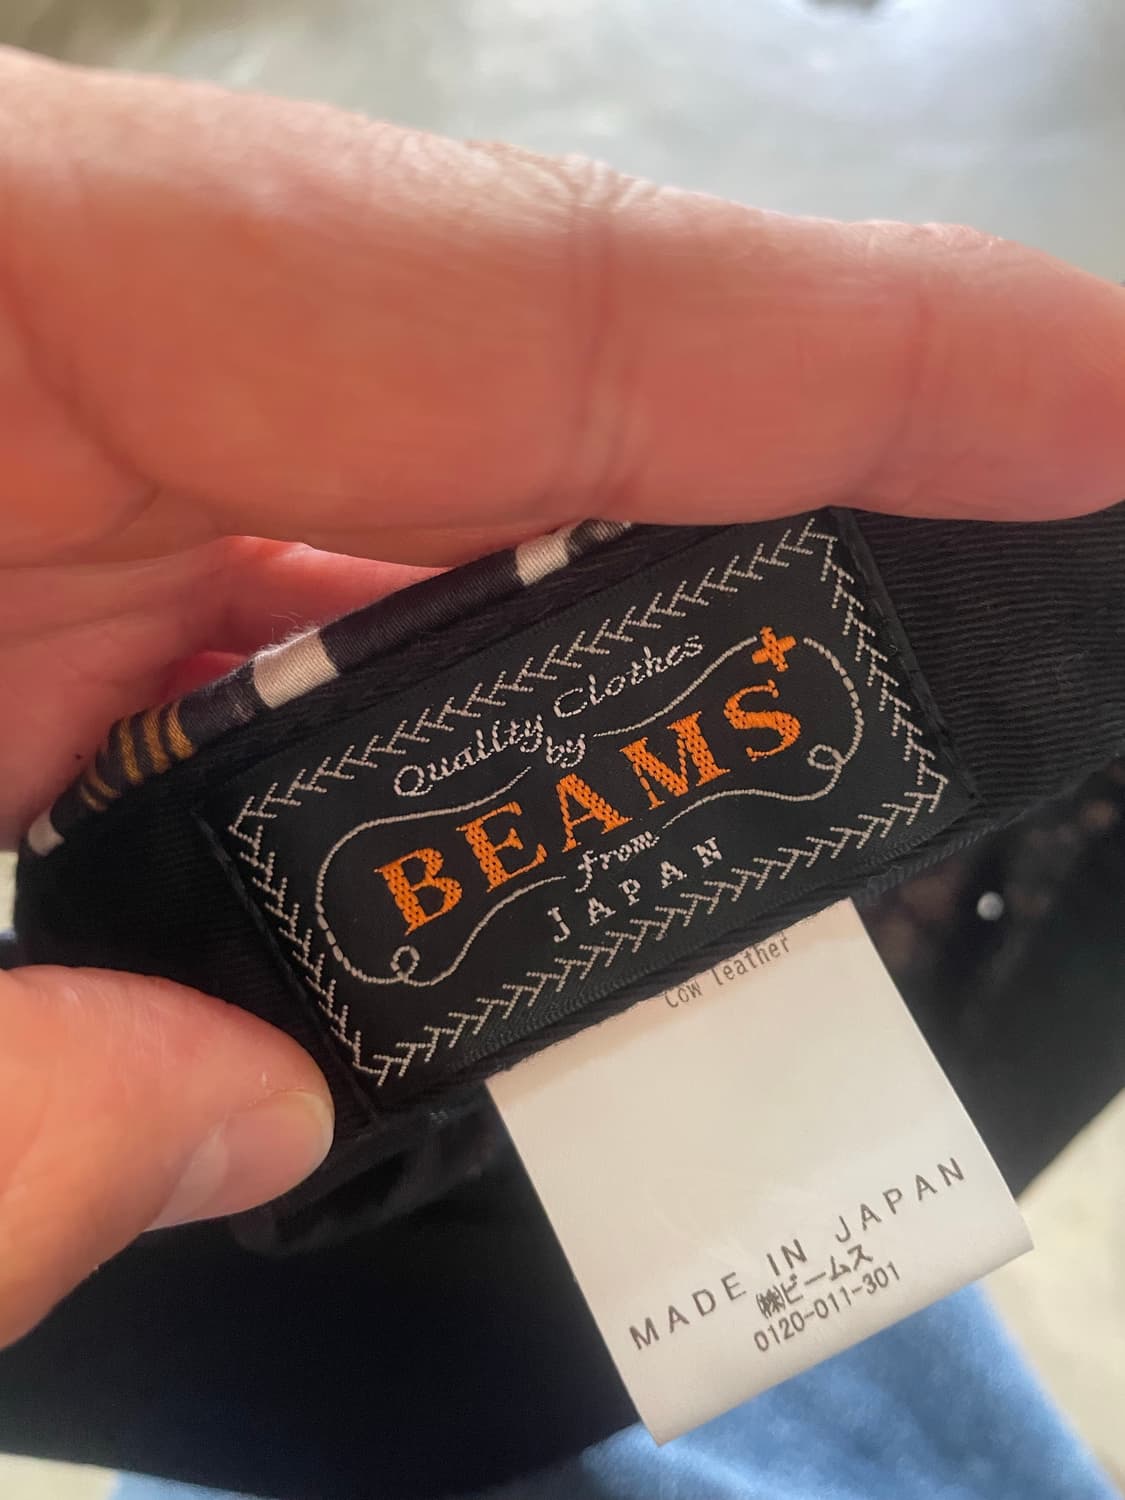 Quality Clothes
by
BEAMS+
from
JAPAN
Cow leather
MADE IN JAPAN
㈱ビームス
0120-011-301